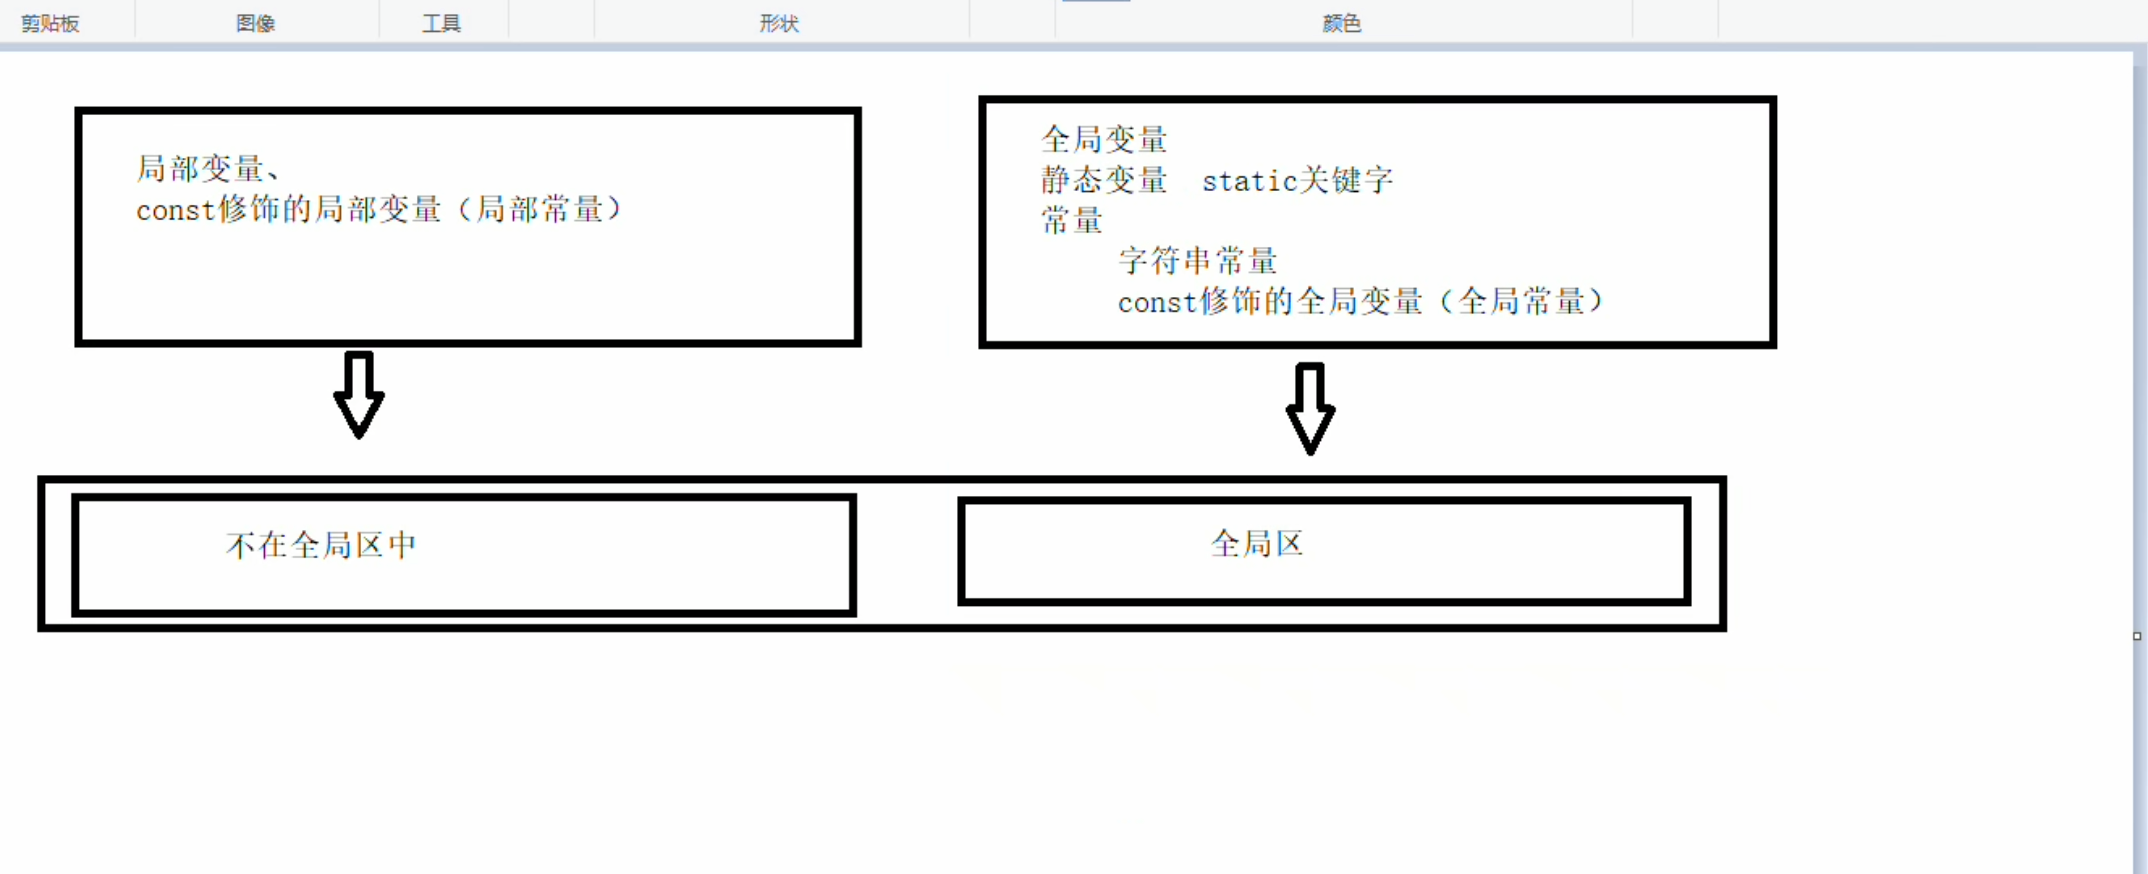 剪贴板
图像
工具
形状
颜色
局部变量、
const修饰的局部变量（局部常量）
全局变量
静态变量 static关键字
常量
字符串常量
const修饰的全局变量（全局常量）
不在全局区中
全局区